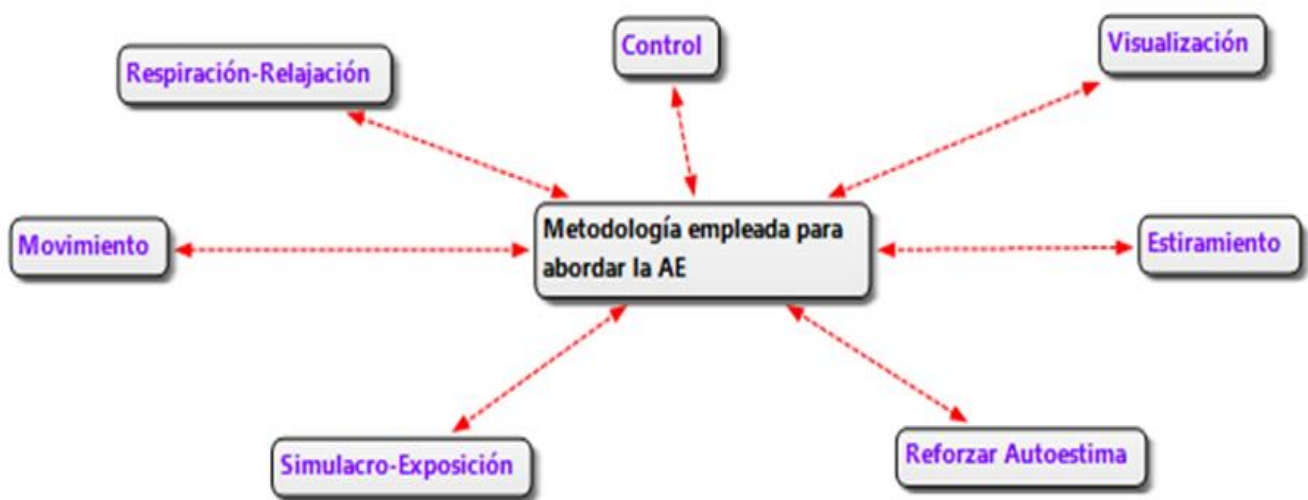 Control
Visualización
Respiración-Relajación
Metodología empleada para
abordar la AE
Movimiento
Estiramiento
Simulacro-Exposición
Reforzar Autoestima